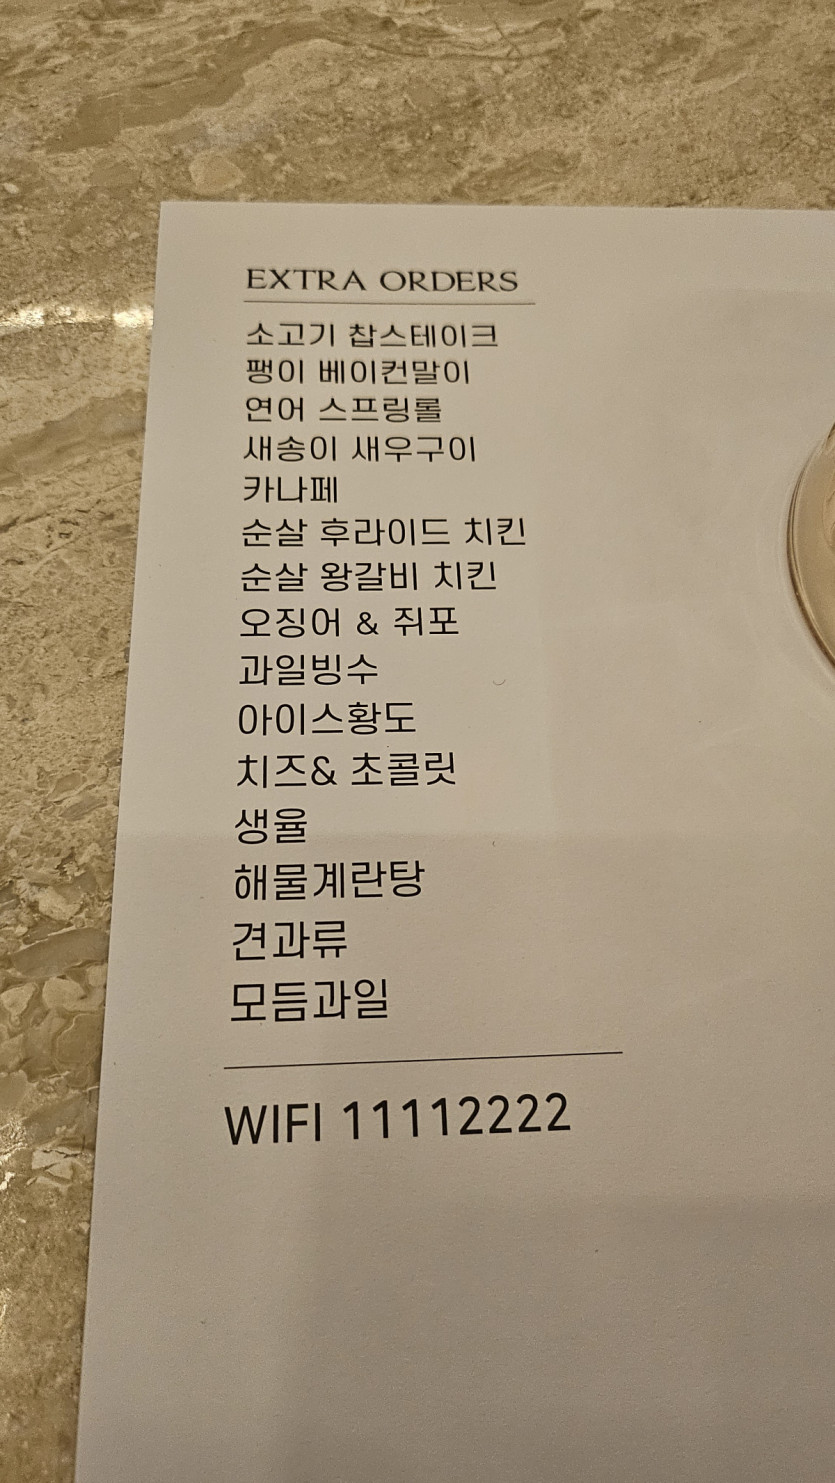 EXTRA ORDERS
소고기 찹스테이크
팽이 베이컨말이
연어 스프링롤
새송이 새우구이
카나페
순살 후라이드 치킨
순살 왕갈비 치킨
오징어 & 쥐포
과일빙수
아이스황도
치즈& 초콜릿
생율
해물계란탕
견과류
모듬과일
WIFI 11112222